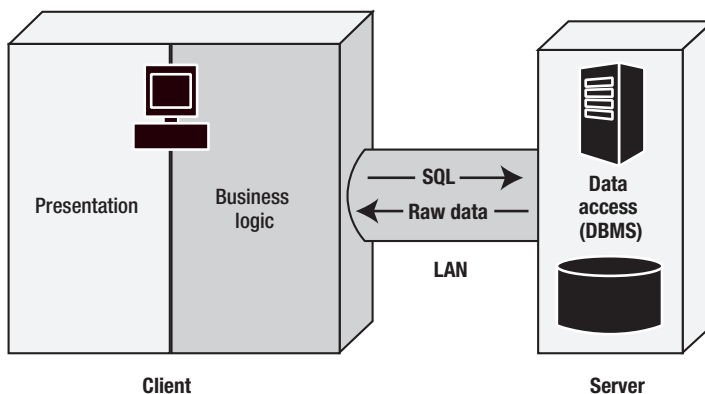 Presentation
Business
logic
SQL
Raw data
LAN
Data
access
(DBMS)
Client
Server